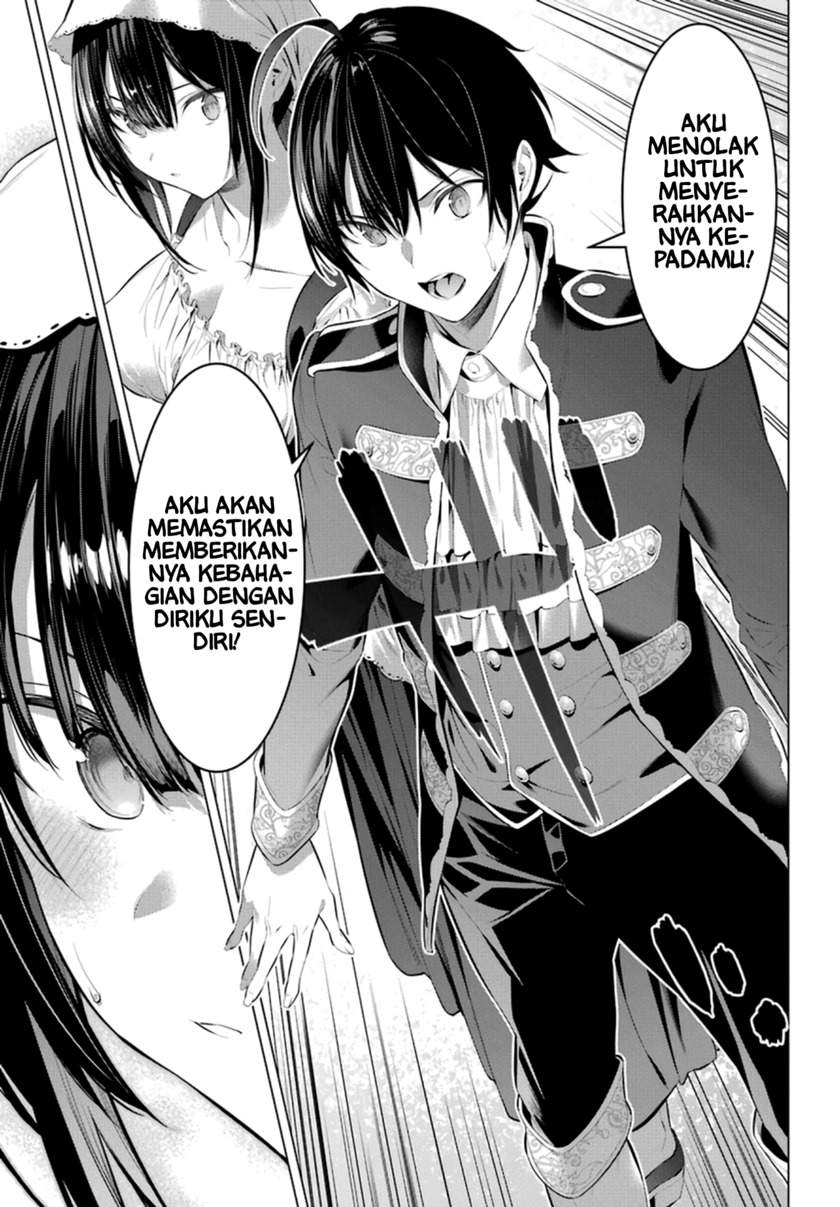 AKU
MENOLAK
UNTUK
MENYE-
RAHKAN-
NYA KE-
PADAMU!
AKU AKAN
MEMASTIKAN
MEMBERIKAN-
NYA KEBAHA-
GIAN DENGAN
DIRIKU SEN-
DIRI!